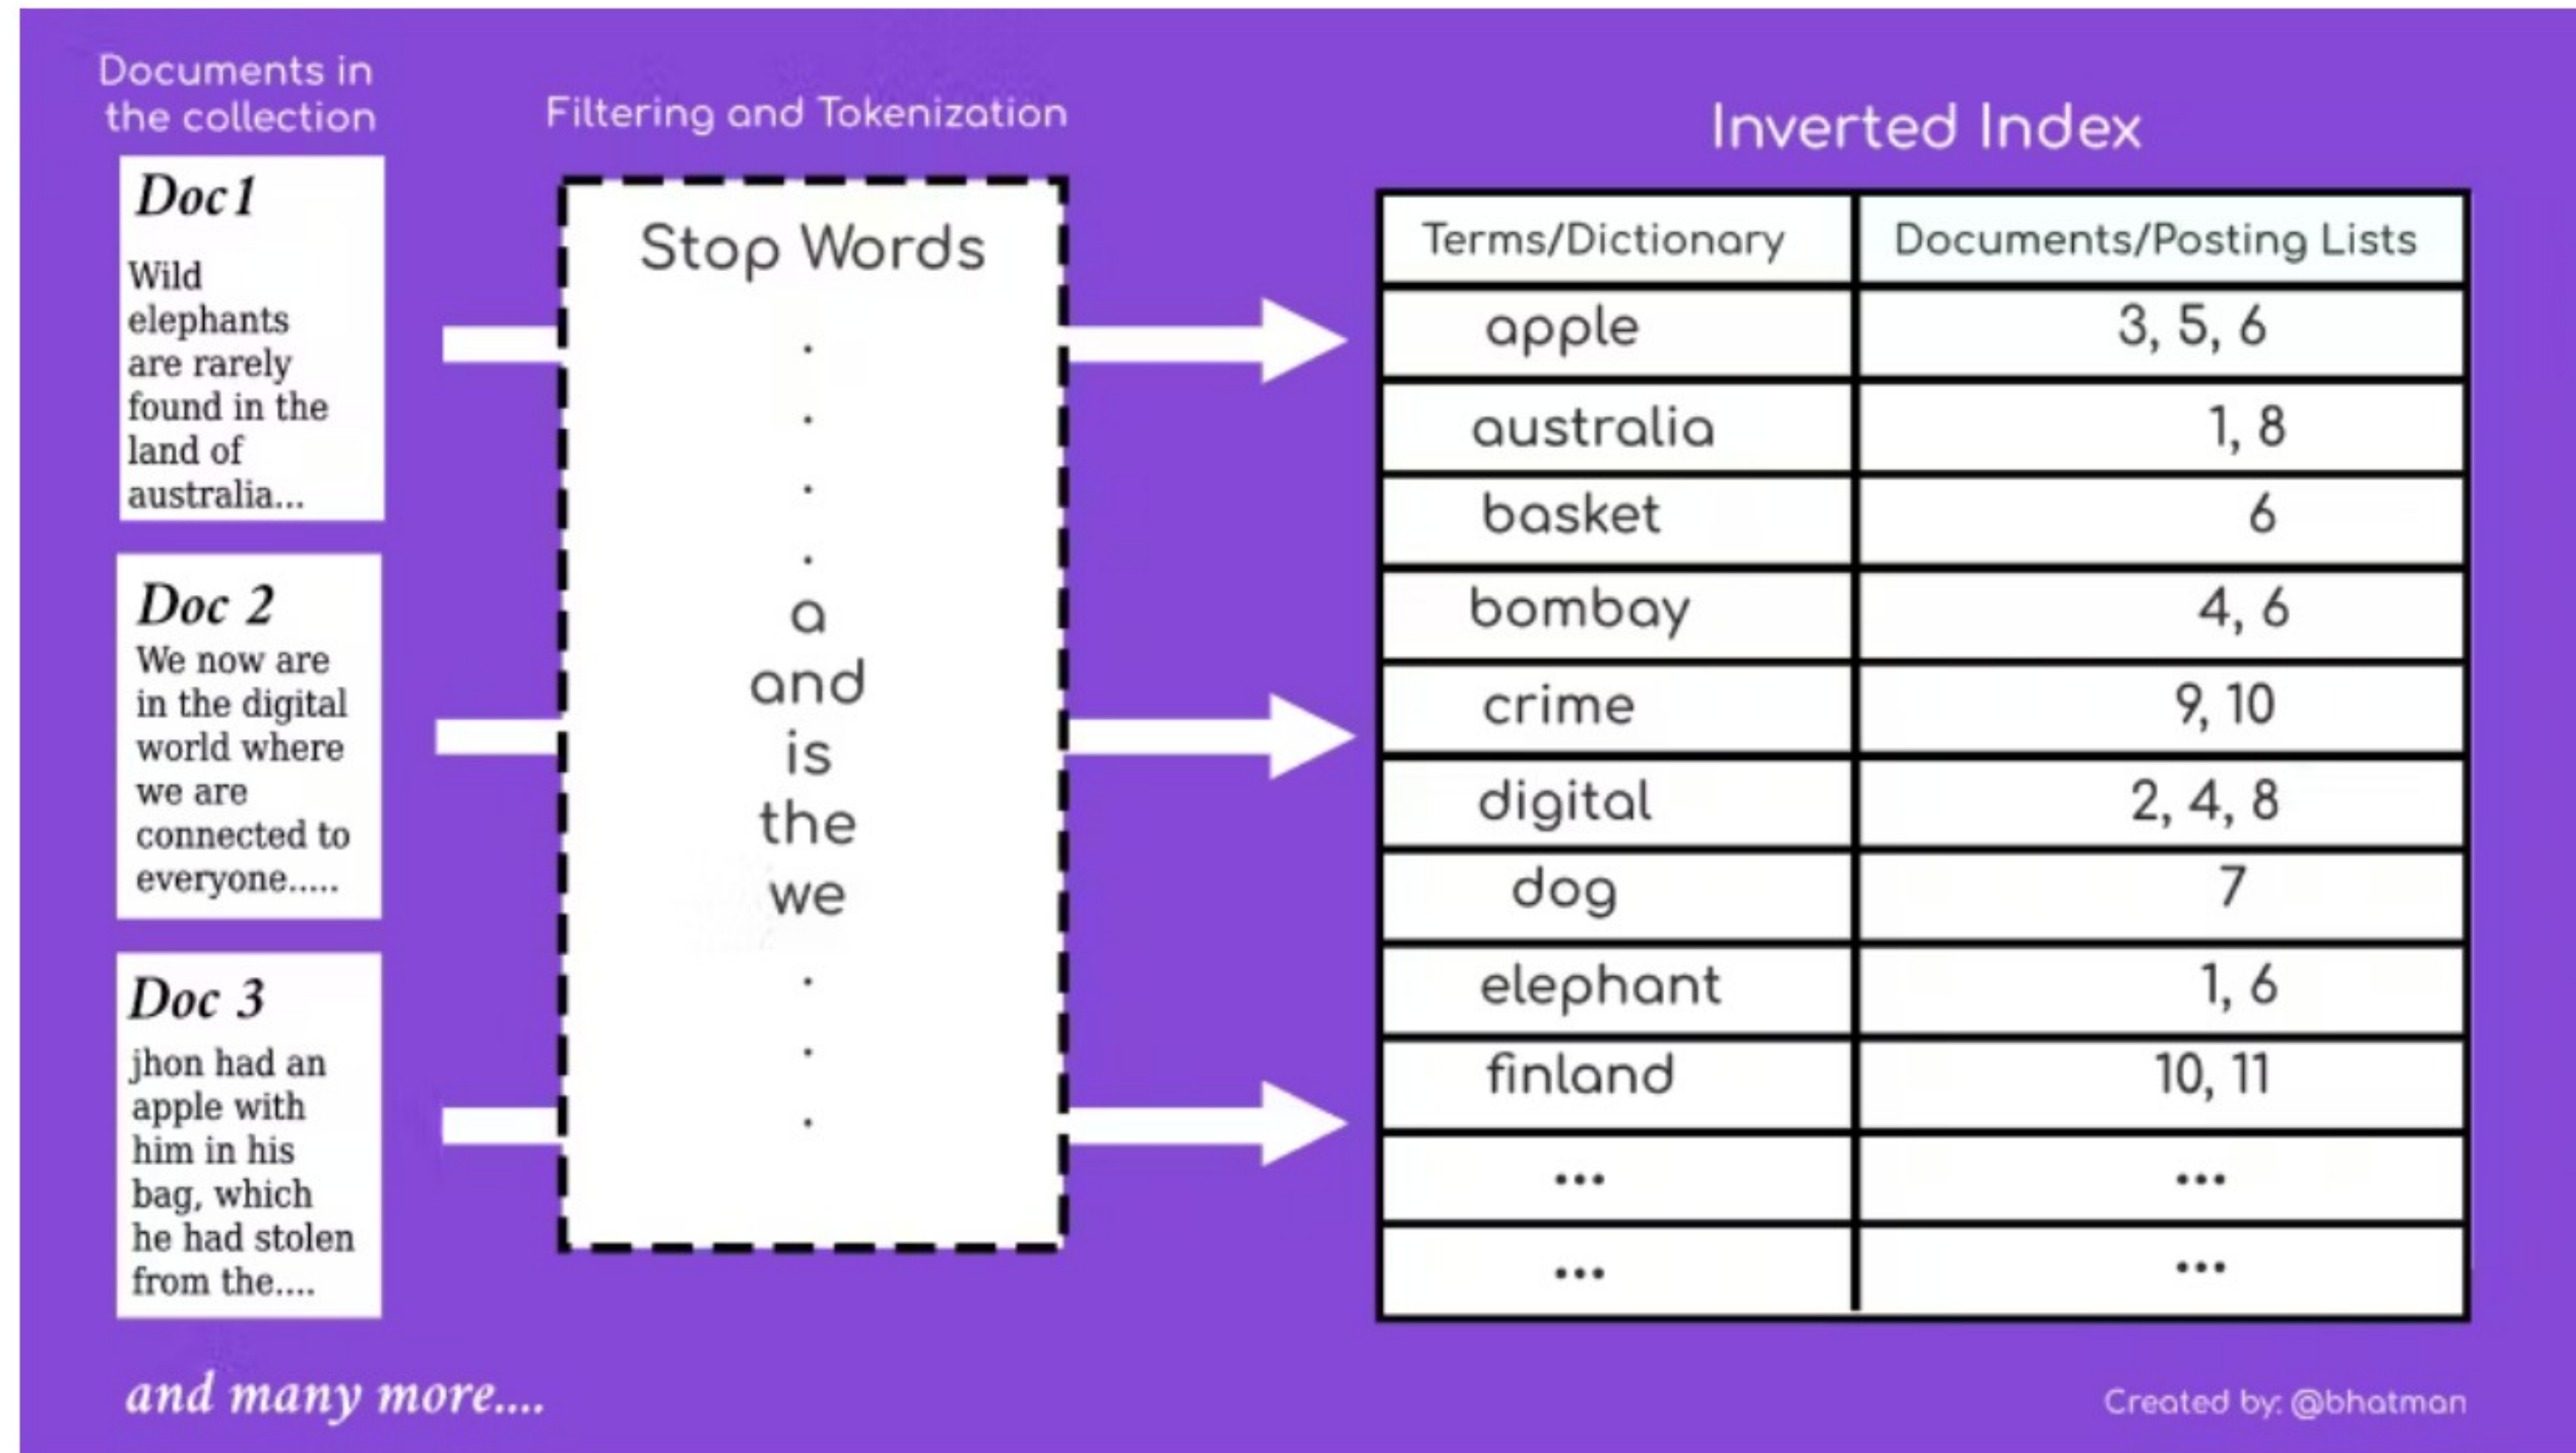 Documents in
the collection
Doc 1
Wild
elephants
are rarely
found in the
land of
australia...
Doc 2
We now are
in the digital
world where
we are
connected to
everyone.....
Doc 3
jhon had an
apple with
him in his
bag, which
he had stolen
from the....
and many more....
Filtering and Tokenization
Stop Words
.
.
.
.
a
and
is
the
we
.
.
.
Inverted Index
Terms/Dictionary Documents/Posting Lists
apple 3, 5, 6
australia 1, 8
basket 6
bombay 4, 6
crime 9, 10
digital 2, 4, 8
dog 7
elephant 1, 6
finland 10, 11
... ...
... ...
Created by: @bhatman